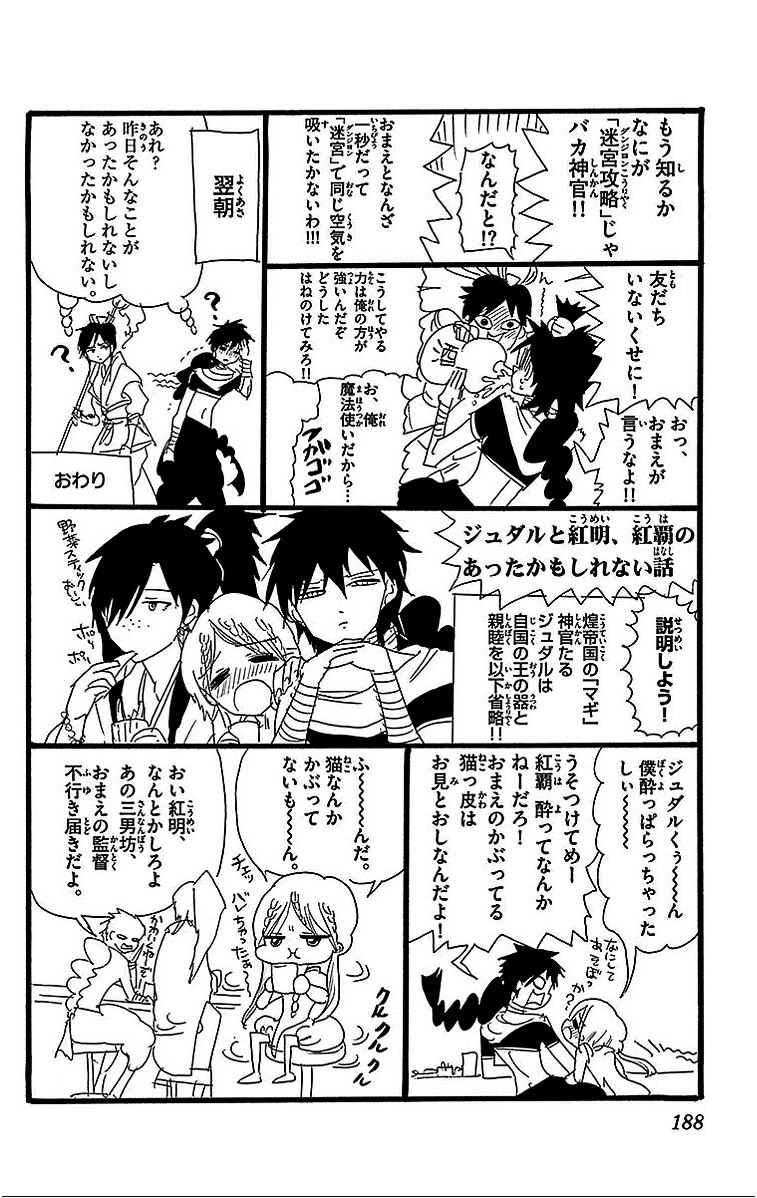 もう知るか
なにが
「迷宮攻略」じゃ
バカ神官!!
なんだと!?
おまえとなんざ
一秒だって
「迷宮」で同じ空気を
吸いたかないわ!!!
友だち
いないくせに!
おっ、
おまえが
言うなよ!!
こうしてやる
力は俺の方が
強いんだぞ
どうした
はねのけてみろ!!
お、俺
魔法使いだから…
翌朝
あれ?
昨日そんなことが
あったかもしれないし
なかったかもしれない。
?
?
おわり
ジュダルと紅明、紅覇の
あったかもしれない話
説明しよう!
煌帝国の「マギ」
神官たる
ジュダルは
自国の王の器と
親睦を以下省略!!
野菜スティック
おいしい
ポリ
ポリ
ジュダルくぅ〜〜〜ん
僕酔っぱらっちゃった
しぃ〜〜〜
なにして
あそぼっ
か?
うそつけてめー
紅覇 酔ってなんか
ねーだろ!
おまえのかぶってる
猫っ皮は
お見とおしなんだよ!
ふ〜〜〜んだ。
猫なんか
かぶって
ないも〜〜ん。
チェッ
バレちゃったぁ
クルクルクル
おい紅明、
なんとかしろよ
あの三男坊、
おまえの監督
不行き届きだよ。
188